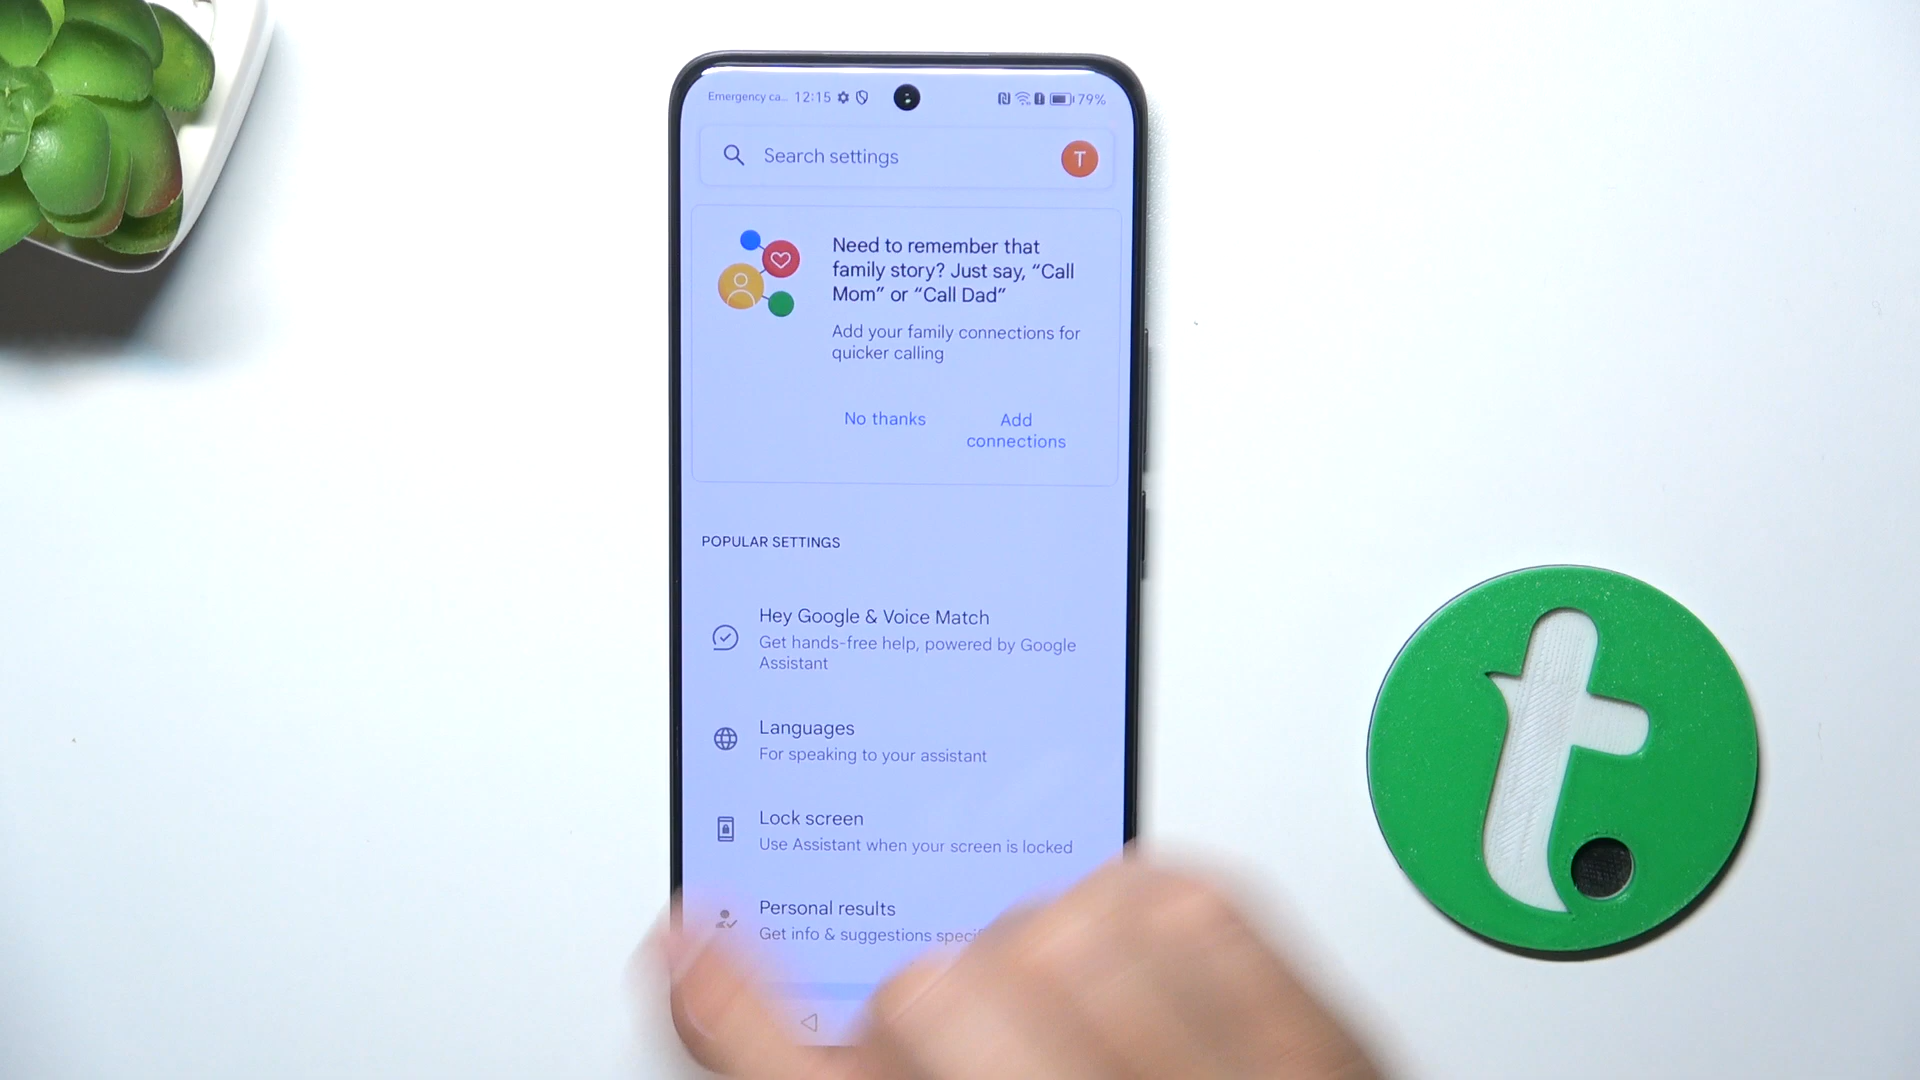 Emergency ca... 12:15 79%
Search settings T
Need to remember that
family story? Just say, “Call
Mom” or “Call Dad”
Add your family connections for
quicker calling
No thanks Add
connections
POPULAR SETTINGS
Hey Google & Voice Match
Get hands-free help, powered by Google
Assistant
Languages
For speaking to your assistant
Lock screen
Use Assistant when your screen is locked
Personal results
Get info & suggestions
t